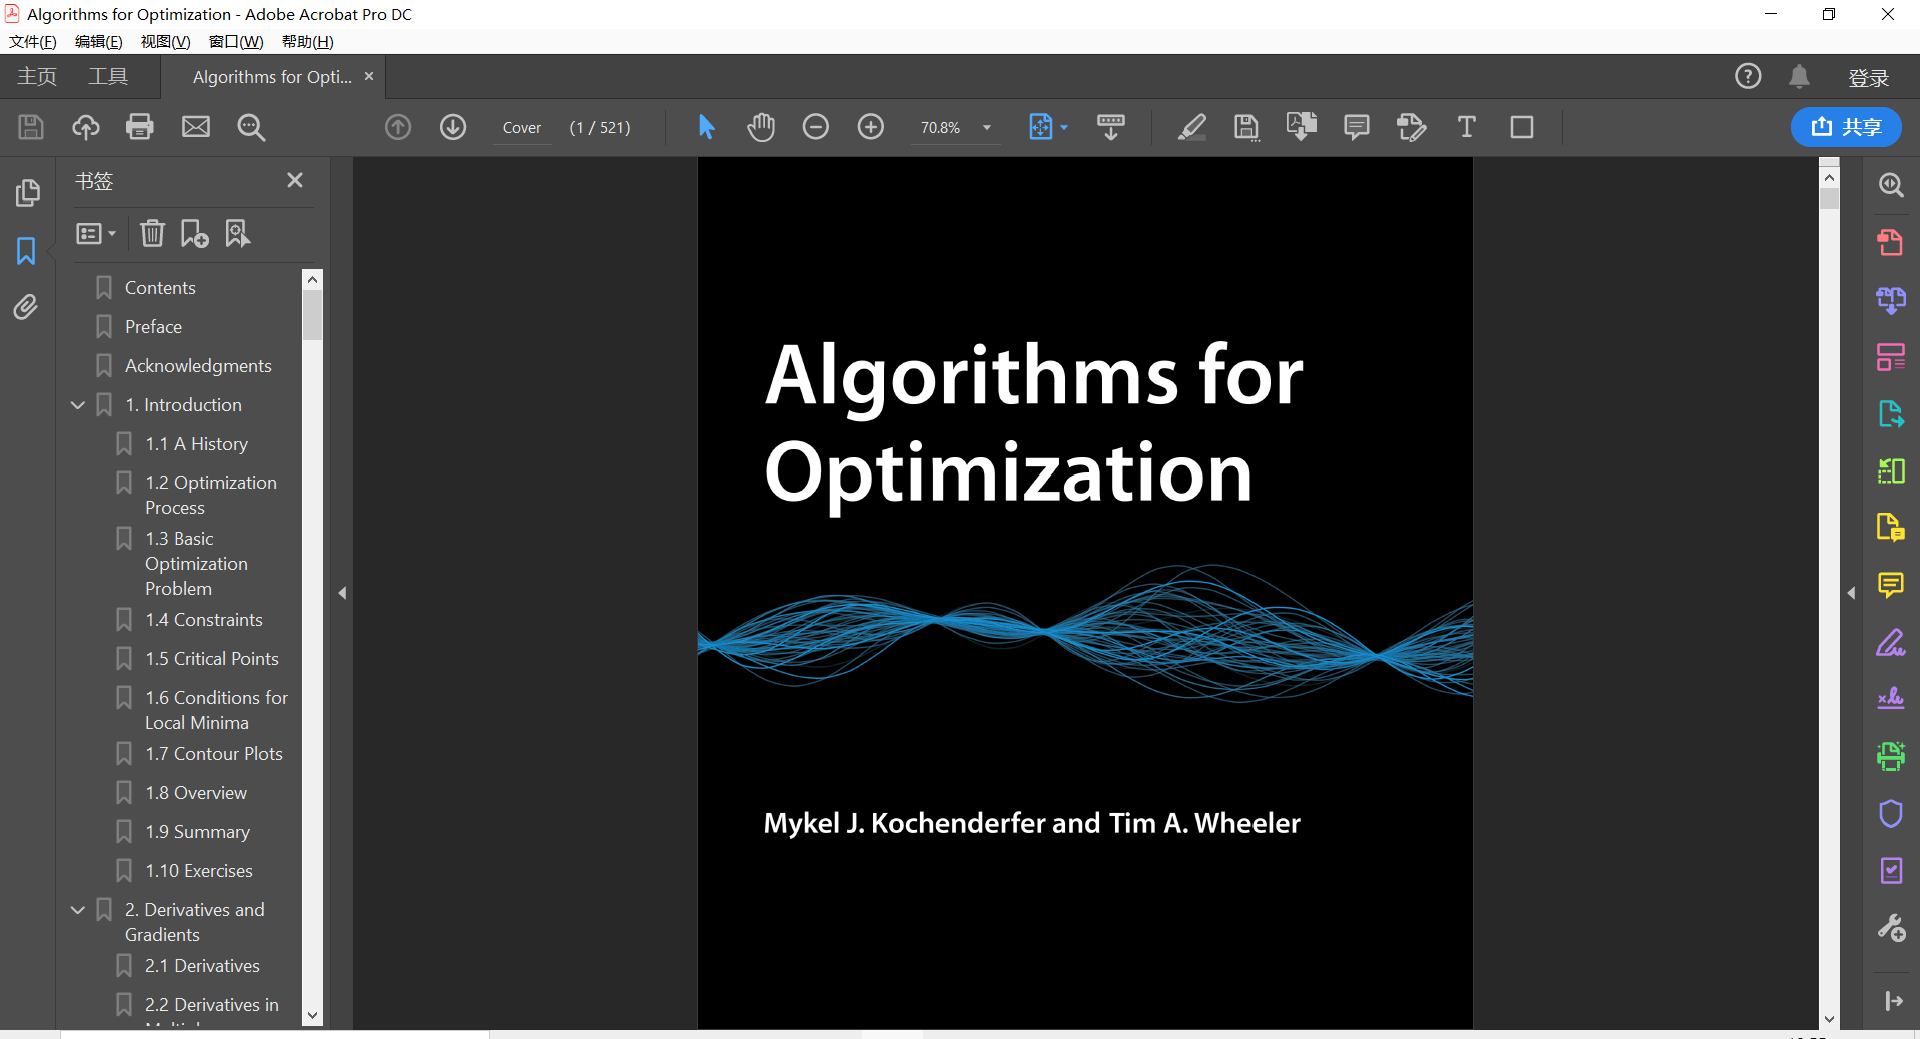 Algorithms for Optimization - Adobe Acrobat Pro DC
文件(F) 编辑(E) 视图(V) 窗口(W) 帮助(H)
主页 工具 Algorithms for Opti... × 登录
Cover (1 / 521) 70.8% 共享
书签
Contents
Preface
Acknowledgments
1. Introduction
1.1 A History
1.2 Optimization
Process
1.3 Basic
Optimization
Problem
1.4 Constraints
1.5 Critical Points
1.6 Conditions for
Local Minima
1.7 Contour Plots
1.8 Overview
1.9 Summary
1.10 Exercises
2. Derivatives and
Gradients
2.1 Derivatives
2.2 Derivatives in
Algorithms for
Optimization
Mykel J. Kochenderfer and Tim A. Wheeler